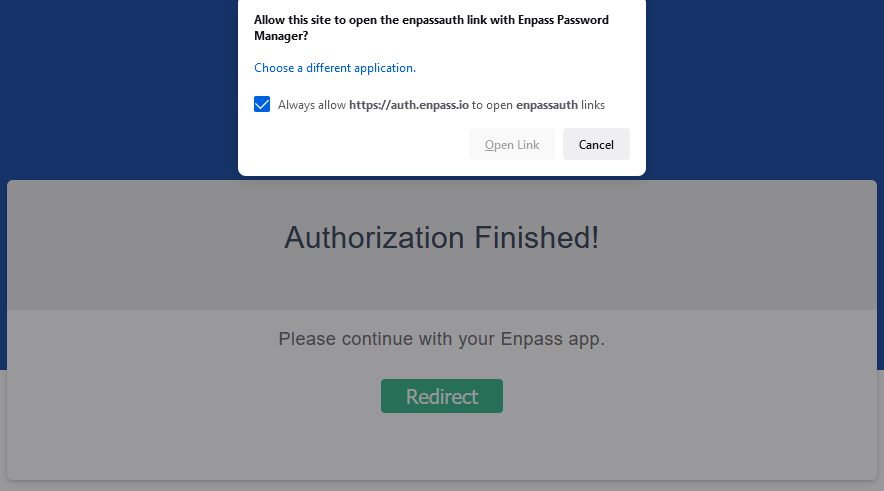 Allow this site to open the enpassauth link with Enpass Password
Manager?
Choose a different application.
Always allow https://auth.enpass.io to open enpassauth links
Open Link
Cancel
Authorization Finished!
Please continue with your Enpass app.
Redirect